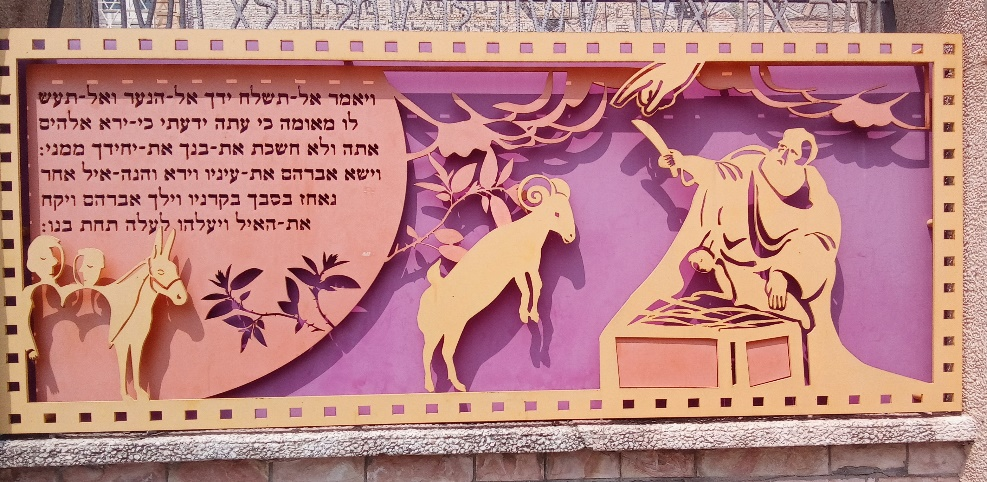 ויאמר אל-תשלח ידך אל-הנער ואל-תעש
לו מאומה כי עתה ידעתי כי-ירא אלהים
אתה ולא חשכת את-בנך את-יחידך ממני:
וישא אברהם את-עיניו וירא והנה-איל אחר
נאחז בסבך בקרניו וילך אברהם ויקח
את-האיל ויעלהו לעלה תחת בנו: